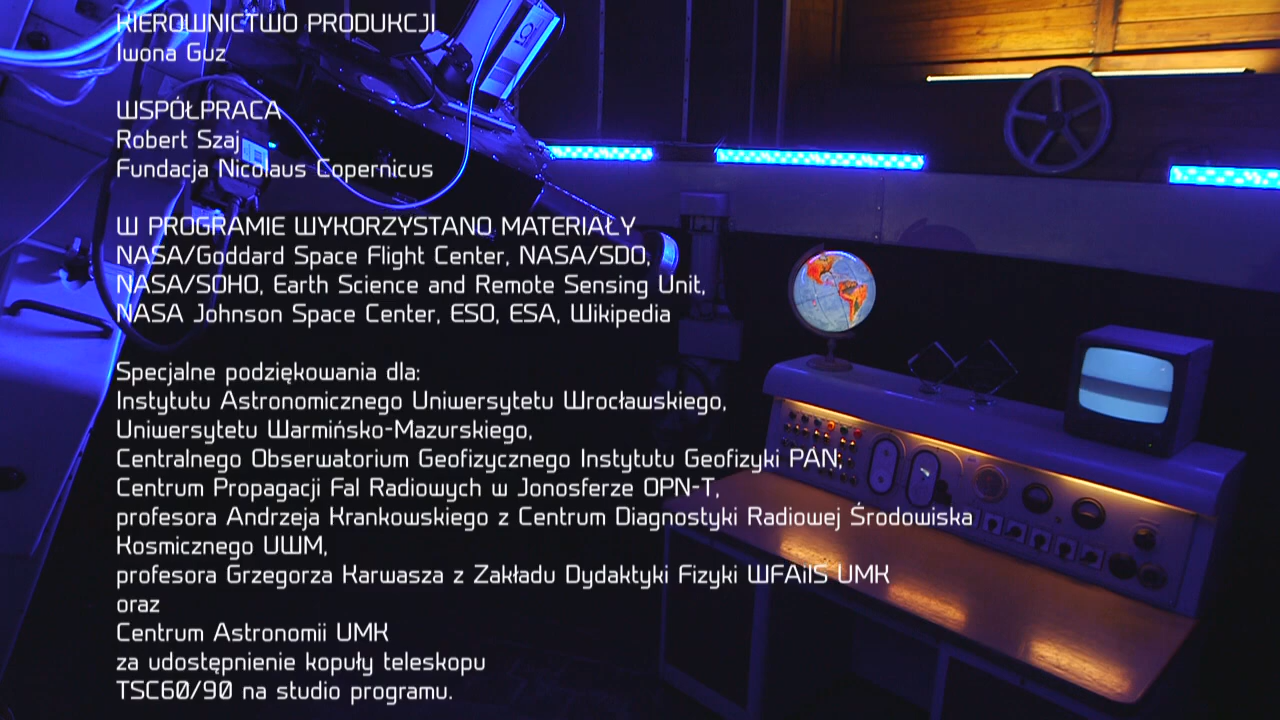 KIEROWNICTWO PRODUKCJI
Iwona Guz
WSPÓŁPRACA
Robert Szaj
Fundacja Nicolaus Copernicus
W PROGRAMIE WYKORZYSTANO MATERIAŁY
NASA/Goddard Space Flight Center, NASA/SDO,
NASA/SOHO, Earth Science and Remote Sensing Unit,
NASA Johnson Space Center, ESO, ESA, Wikipedia
Specjalne podziękowania dla:
Instytutu Astronomicznego Uniwersytetu Wrocławskiego,
Uniwersytetu Warmińsko-Mazurskiego,
Centralnego Obserwatorium Geofizycznego Instytutu Geofizyki PAN,
Centrum Propagacji Fal Radiowych w Jonosferze OPN-T,
profesora Andrzeja Krankowskiego z Centrum Diagnostyki Radiowej Środowiska
Kosmicznego UWM,
profesora Grzegorza Karwasza z Zakładu Dydaktyki Fizyki WFAiIS UMK
oraz
Centrum Astronomii UMK
za udostępnienie kopuły teleskopu
TSC60/90 na studio programu.